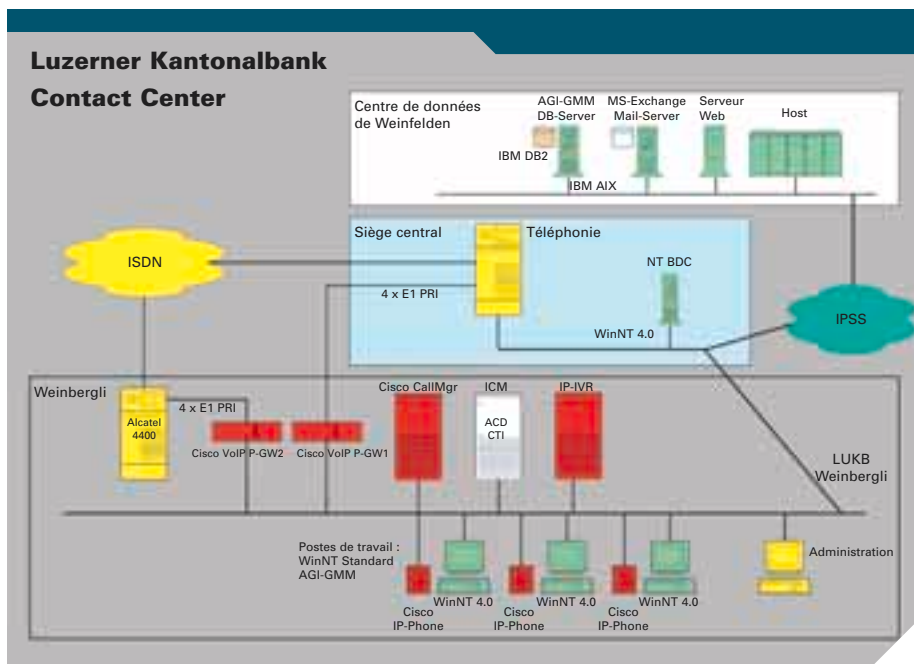 Luzerner Kantonalbank
Contact Center
Centre de données
de Weinfelden
AGI-GMM
DB-Server
MS-Exchange
Mail-Server
Serveur
Web
Host
IBM DB2
IBM AIX
ISDN
Siège central
Téléphonie
NT BDC
4 x E1 PRI
WinNT 4.0
IPSS
Weinbergli
Alcatel
4400
4 x E1 PRI
Cisco VoIP P-GW2
Cisco VoIP P-GW1
Cisco CallMgr
ICM
ACD
CTI
IP-IVR
LUKB
Weinbergli
Postes de travail :
WinNT Standard
AGI-GMM
Cisco
IP-Phone
WinNT 4.0
Cisco
IP-Phone
WinNT 4.0
Cisco
IP-Phone
WinNT 4.0
Administration